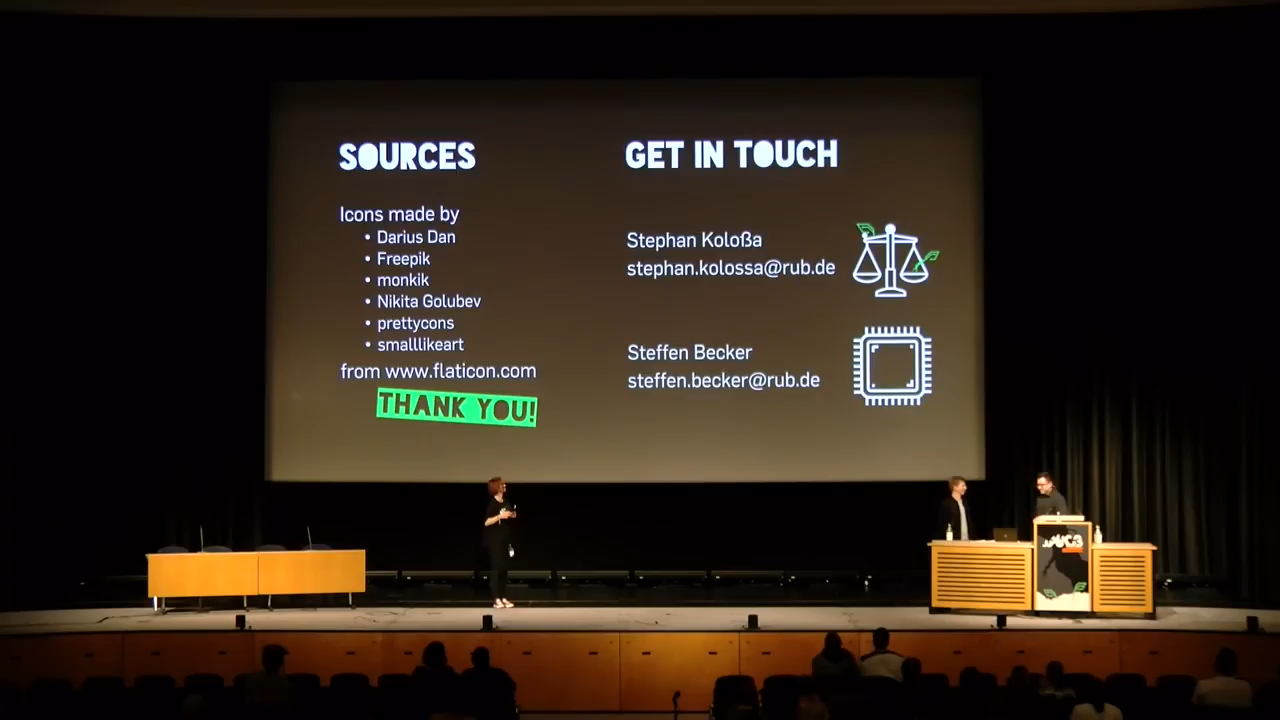 SOURCES
Icons made by
• Darius Dan
• Freepik
• monkik
• Nikita Golubev
• prettycons
• smalllikeart
from www.flaticon.com
THANK YOU!
GET IN TOUCH
Stephan Koloßa
stephan.kolossa@rub.de
Steffen Becker
steffen.becker@rub.de